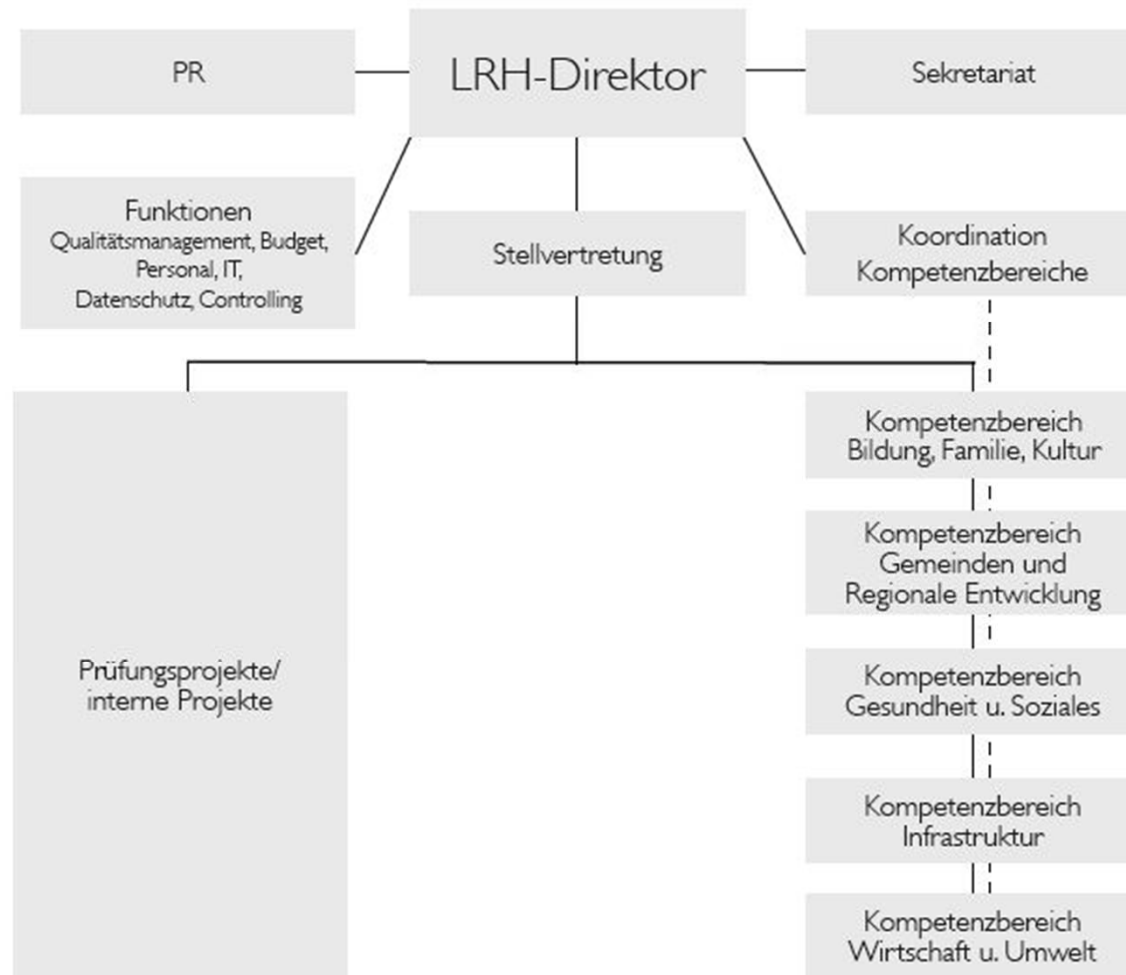 PR
LRH-Direktor
Sekretariat
Funktionen
Qualitätsmanagement, Budget,
Personal, IT,
Datenschutz, Controlling
Stellvertretung
Koordination
Kompetenzbereiche
Prüfungsprojekte/
interne Projekte
Kompetenzbereich
Bildung, Familie, Kultur
Kompetenzbereich
Gemeinden und
Regionale Entwicklung
Kompetenzbereich
Gesundheit u. Soziales
Kompetenzbereich
Infrastruktur
Kompetenzbereich
Wirtschaft u. Umwelt